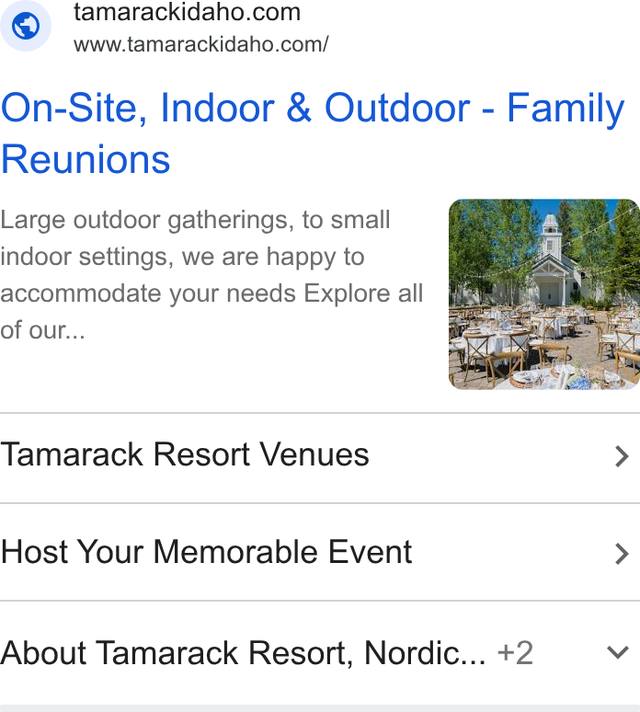 tamarackidaho.com
www.tamarackidaho.com/
On-Site, Indoor & Outdoor - Family
Reunions
Large outdoor gatherings, to small
indoor settings, we are happy to
accommodate your needs Explore all
of our...
Tamarack Resort Venues
Host Your Memorable Event
About Tamarack Resort, Nordic... +2